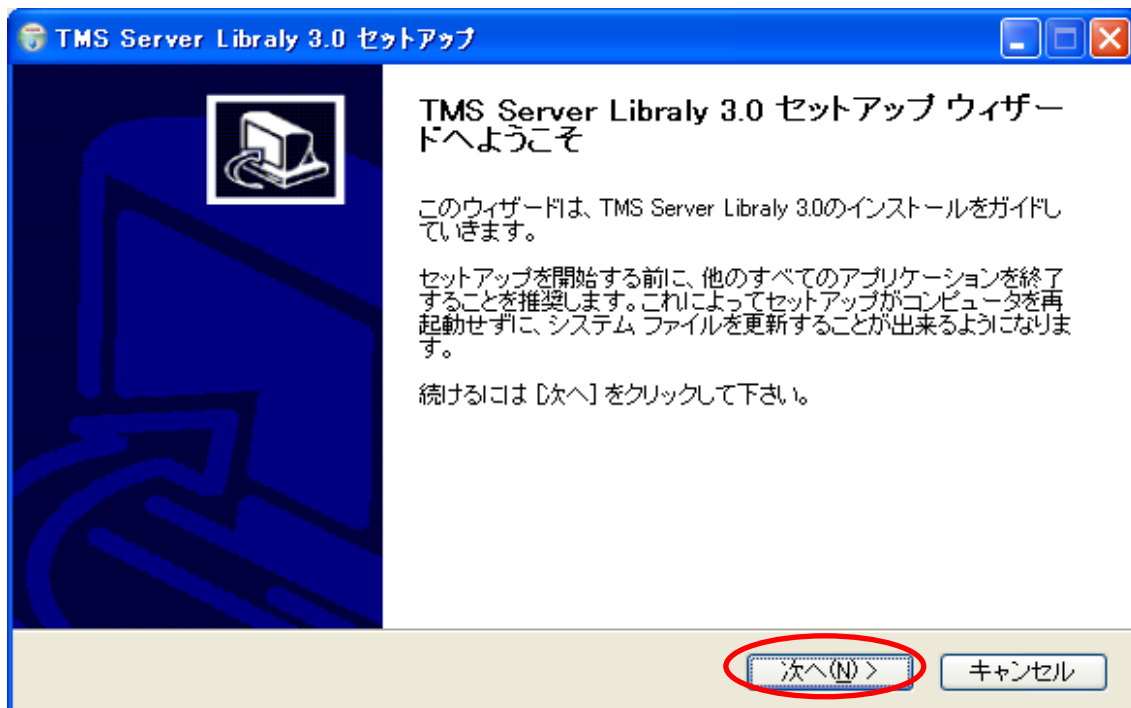 TMS Server Libraly 3.0 セットアップ
TMS Server Libraly 3.0 セットアップ ウィザー
ドへようこそ
このウィザードは、TMS Server Libraly 3.0のインストールをガイドし
ていきます。
セットアップを開始する前に、他のすべてのアプリケーションを終了
することを推奨します。これによってセットアップがコンピュータを再
起動せずに、システム ファイルを更新することが出来るようになりま
す。
続けるには [次へ] をクリックして下さい。
次へ(N) >
キャンセル